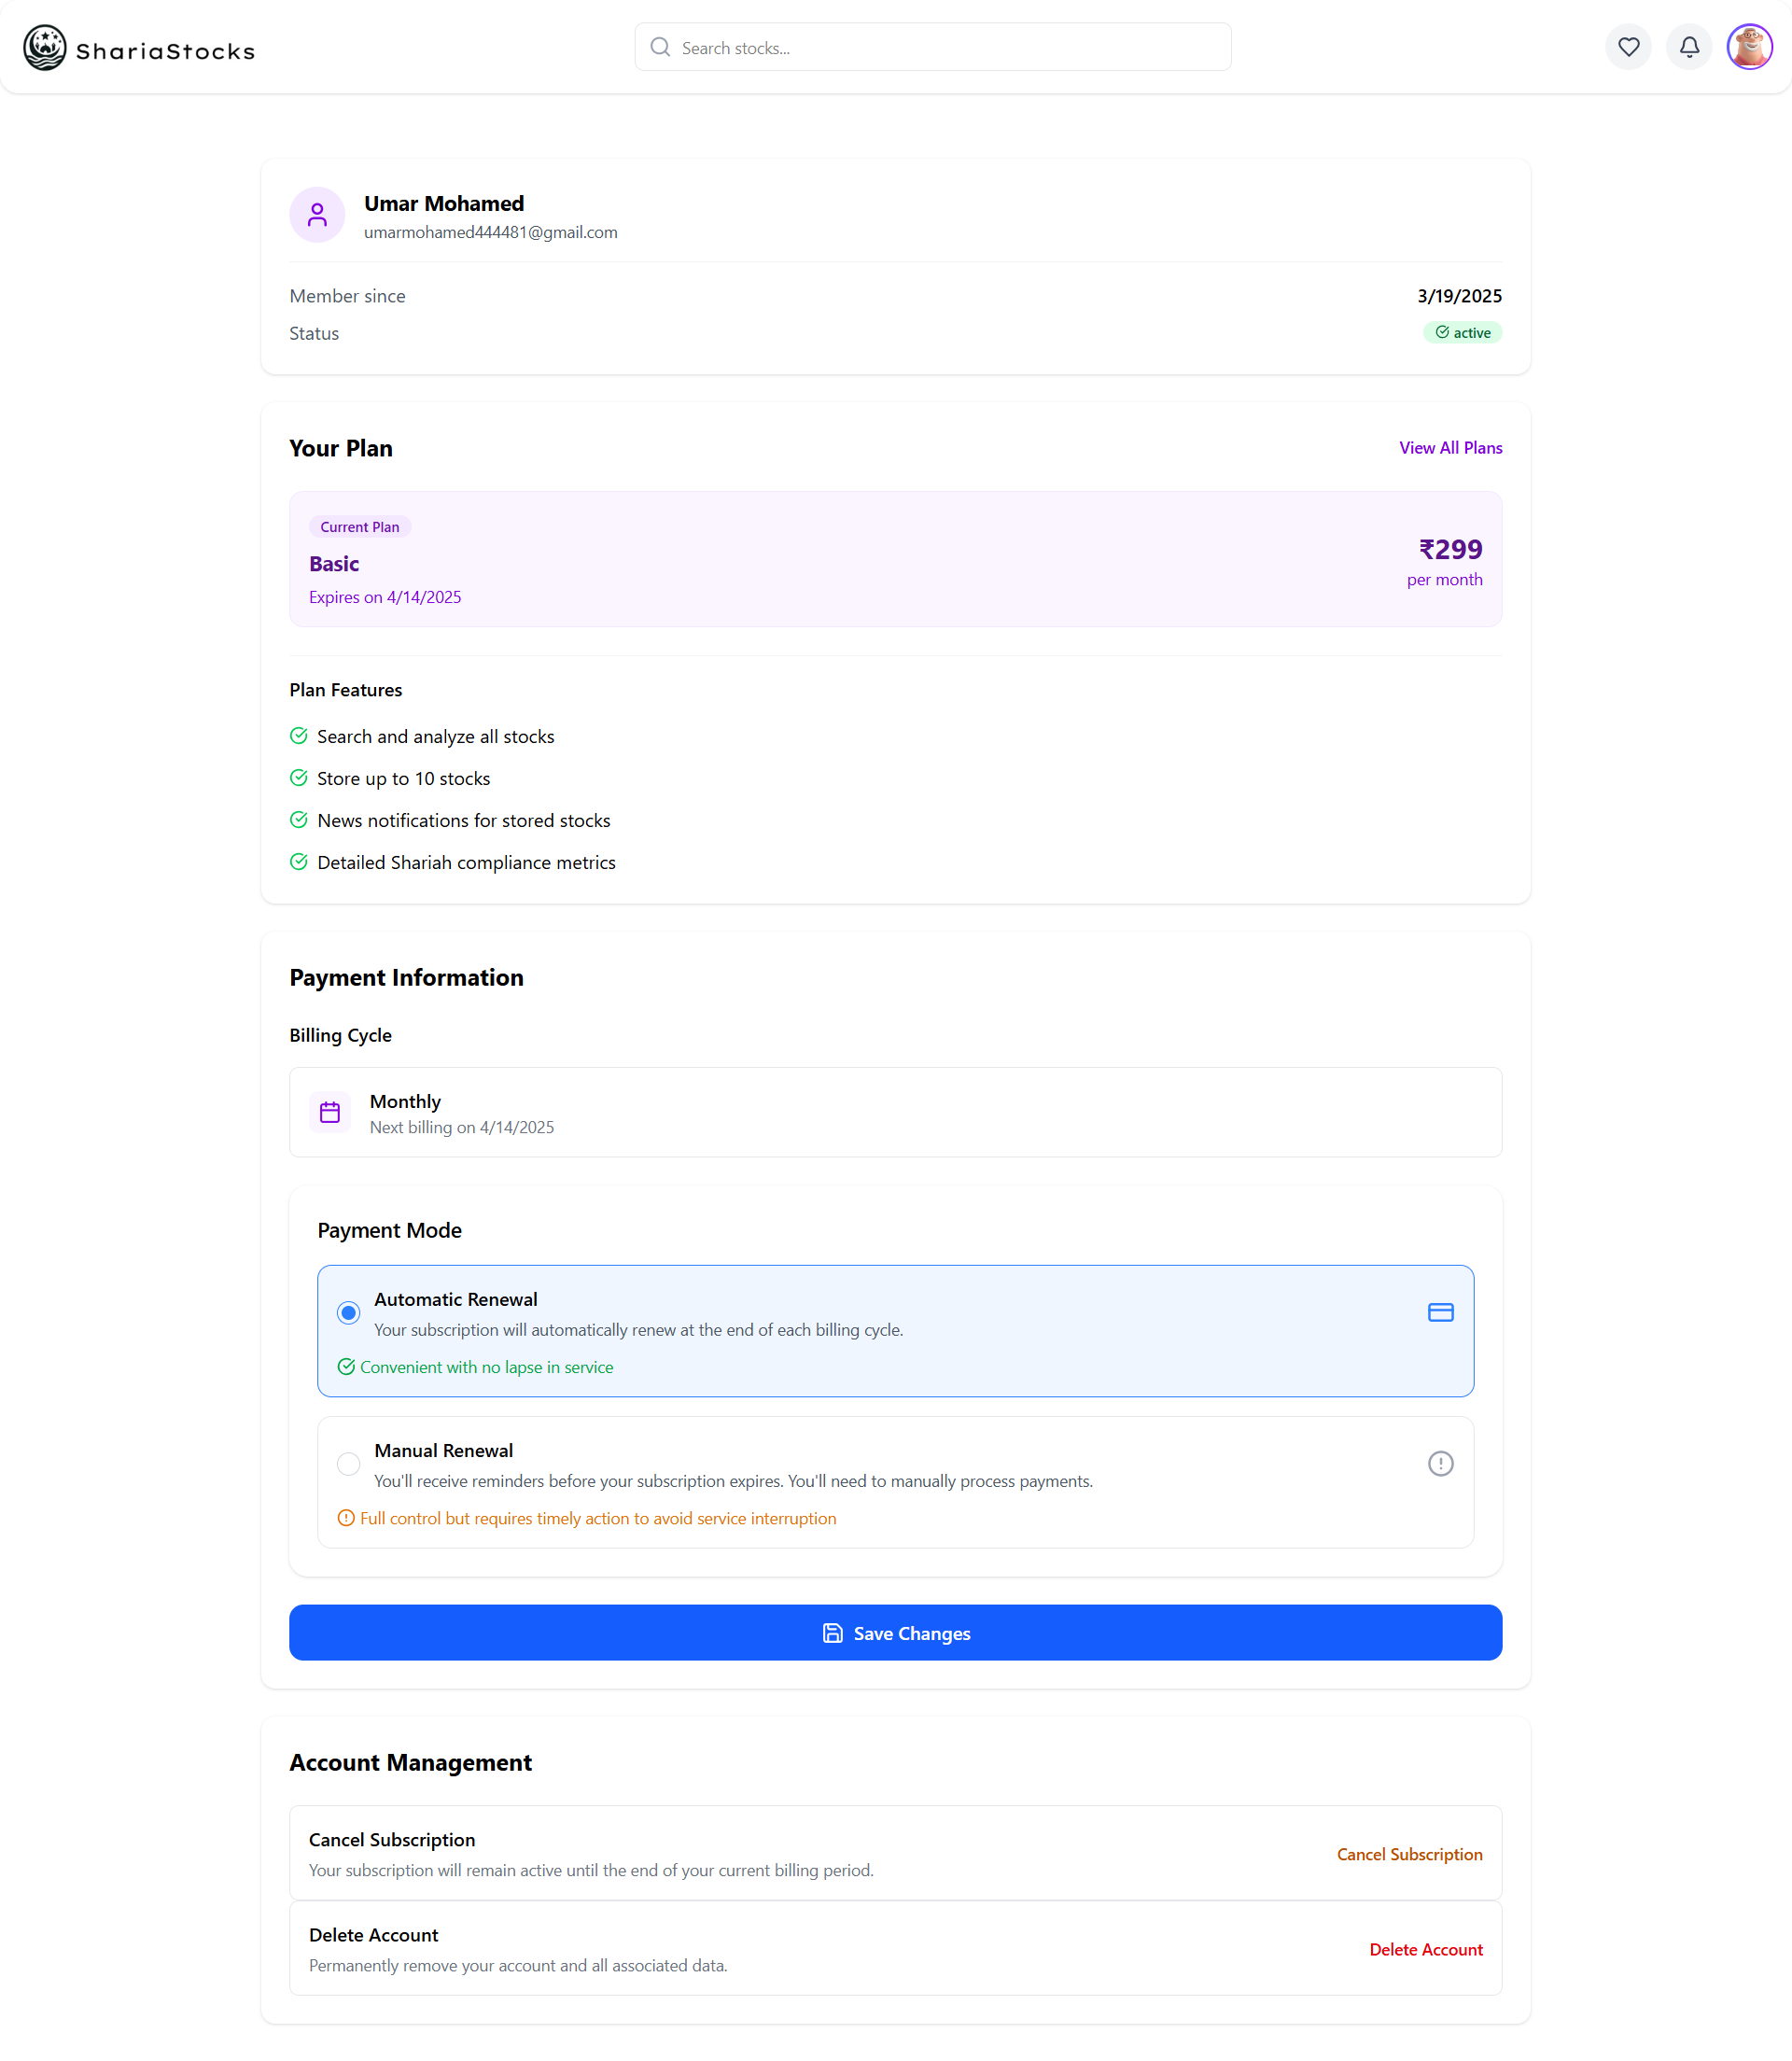 ShariaStocks
Search stocks...
Umar Mohamed
umarmohamed444481@gmail.com
Member since
3/19/2025
Status
active
Your Plan
View All Plans
Current Plan
Basic
Expires on 4/14/2025
₹299
per month
Plan Features
Search and analyze all stocks
Store up to 10 stocks
News notifications for stored stocks
Detailed Shariah compliance metrics
Payment Information
Billing Cycle
Monthly
Next billing on 4/14/2025
Payment Mode
Automatic Renewal
Your subscription will automatically renew at the end of each billing cycle.
Convenient with no lapse in service
Manual Renewal
You'll receive reminders before your subscription expires. You'll need to manually process payments.
Full control but requires timely action to avoid service interruption
Save Changes
Account Management
Cancel Subscription
Your subscription will remain active until the end of your current billing period.
Cancel Subscription
Delete Account
Permanently remove your account and all associated data.
Delete Account